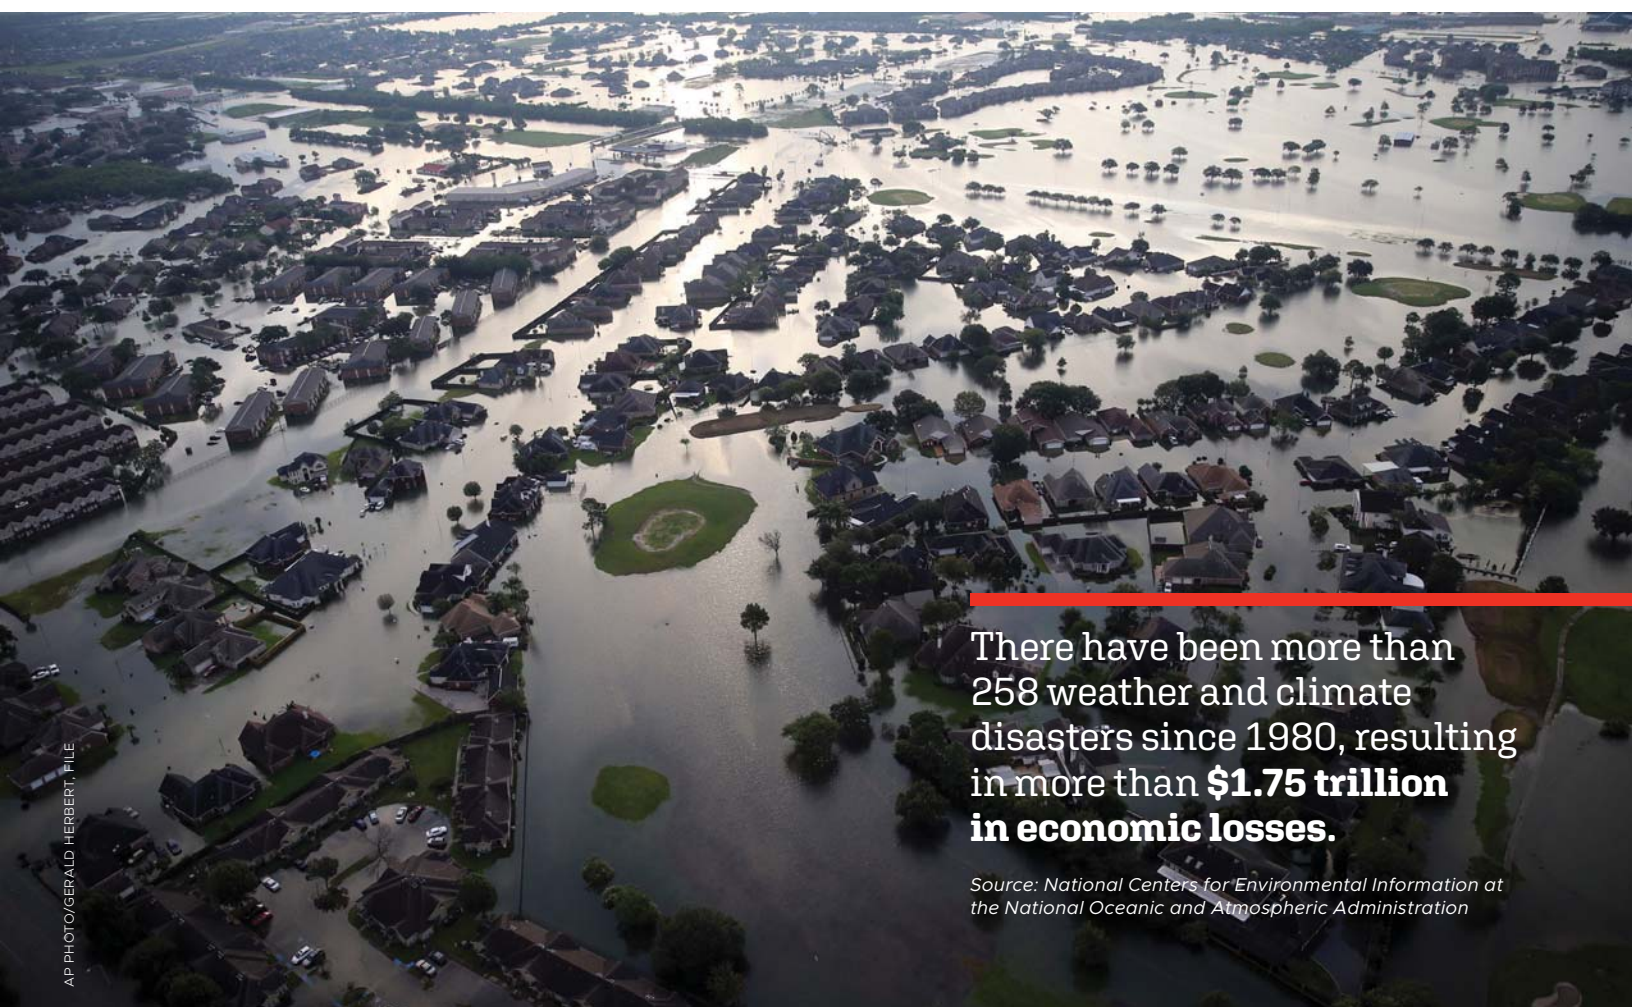 There have been more than
258 weather and climate
disasters since 1980, resulting
in more than $1.75 trillion
in economic losses.
Source: National Centers for Environmental Information at
the National Oceanic and Atmospheric Administration
AP PHOTO/GERALD HERBERT, FILE